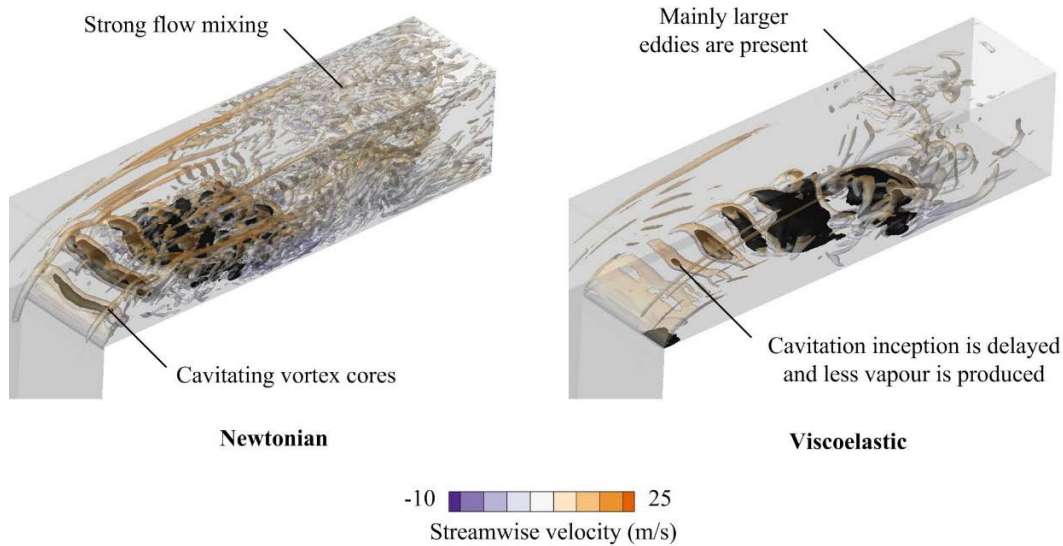 Strong flow mixing
Mainly larger
eddies are present
Cavitating vortex cores
Cavitation inception is delayed
and less vapour is produced
Newtonian
Viscoelastic
-10
25
Streamwise velocity (m/s)